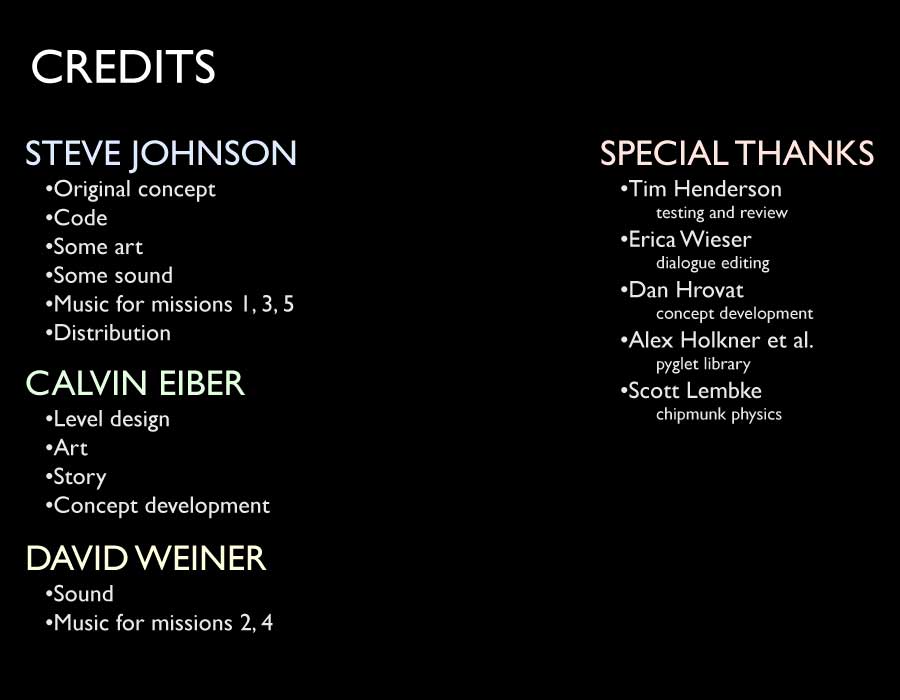 CREDITS
STEVE JOHNSON
•Original concept
•Code
•Some art
•Some sound
•Music for missions 1, 3, 5
•Distribution
CALVIN EIBER
•Level design
•Art
•Story
•Concept development
DAVID WEINER
•Sound
•Music for missions 2, 4
SPECIAL THANKS
•Tim Henderson
testing and review
•Erica Wieser
dialogue editing
•Dan Hrovat
concept development
•Alex Holkner et al.
pyglet library
•Scott Lembke
chipmunk physics